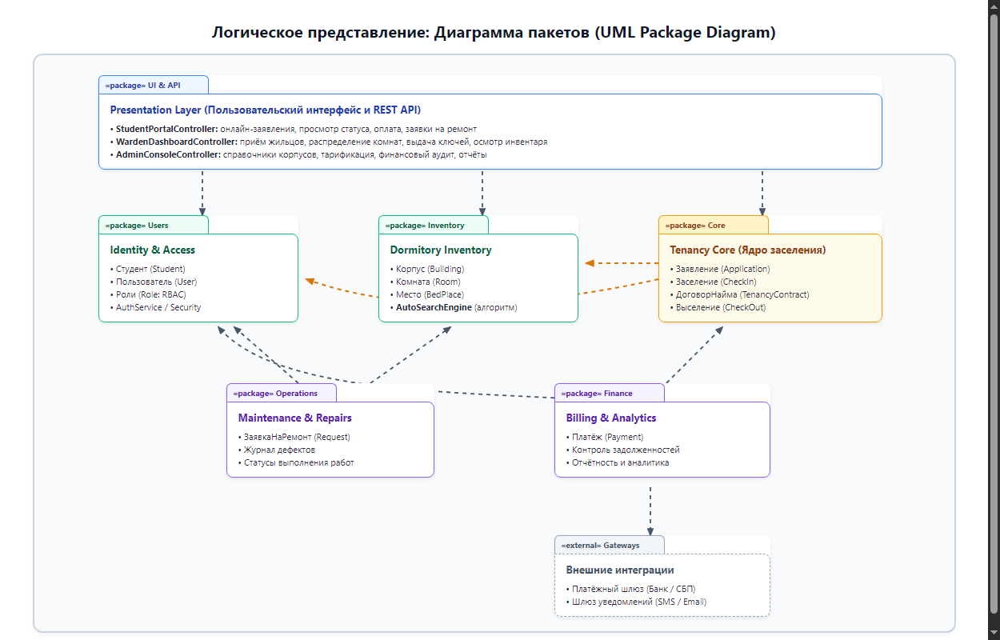 Логическое представление: Диаграмма пакетов (UML Package Diagram)
«package» UI & API
Presentation Layer (Пользовательский интерфейс и REST API)
• StudentPortalController: онлайн-заявления, просмотр статуса, оплата, заявки на ремонт
• WardenDashboardController: приём жильцов, распределение комнат, выдача ключей, осмотр инвентаря
• AdminConsoleController: справочники корпусов, тарификация, финансовый аудит, отчёты
«package» Users
Identity & Access
• Студент (Student)
• Пользователь (User)
• Роли (Role: RBAC)
• AuthService / Security
«package» Inventory
Dormitory Inventory
• Корпус (Building)
• Комната (Room)
• Место (BedPlace)
• AutoSearchEngine (алгоритм)
«package» Core
Tenancy Core (Ядро заселения)
• Заявление (Application)
• Заселение (CheckIn)
• ДоговорНайма (TenancyContract)
• Выселение (CheckOut)
«package» Operations
Maintenance & Repairs
• ЗаявкаНаРемонт (Request)
• Журнал дефектов
• Статусы выполнения работ
«package» Finance
Billing & Analytics
• Платёж (Payment)
• Контроль задолженностей
• Отчётность и аналитика
«external» Gateways
Внешние интеграции
• Платёжный шлюз (Банк / СБП)
• Шлюз уведомлений (SMS / Email)